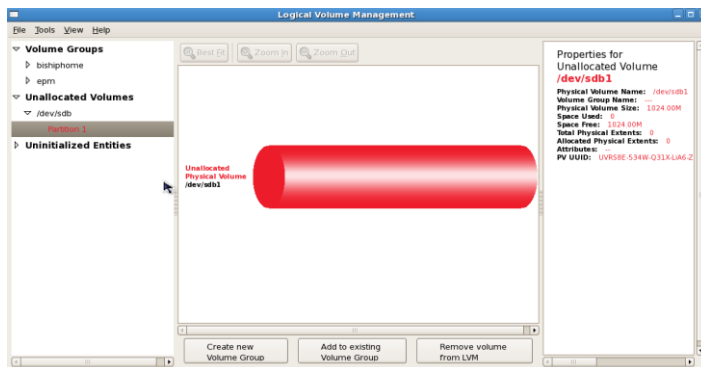 Logical Volume Management
File Tools View Help
Volume Groups
bishiphome
epm
Unallocated Volumes
/dev/sdb
Partition 1
Uninitialized Entities
Best Fit Zoom In Zoom Out
Unallocated
Physical Volume
/dev/sdb1
Create new
Volume Group
Add to existing
Volume Group
Remove volume
from LVM
Properties for
Unallocated Volume
/dev/sdb1
Physical Volume Name: /dev/sdb1
Volume Group Name: ---
Physical Volume Size: 1024.00M
Space Used: 0
Space Free: 1024.00M
Total Physical Extents: 0
Allocated Physical Extents: 0
Attributes: --
PV UUID: UVRS8E-534W-Q31X-LiA6-Z